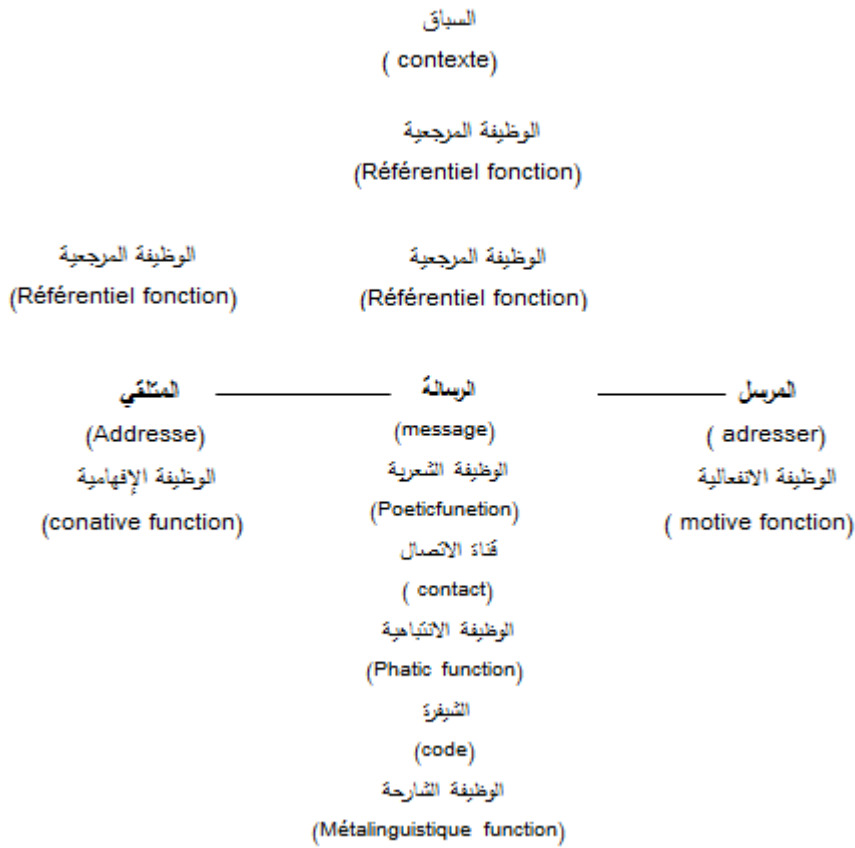 السياق
( contexte)
الوظيفة المرجعية
(Référentiel fonction)
الوظيفة المرجعية الوظيفة المرجعية
(Référentiel fonction) (Référentiel fonction)
المرسل الرسالة المتلقي
( adresser) (message) (Addresse)
الوظيفة الانفعالية الوظيفة الشعرية الوظيفة الإفهامية
( motive fonction) (Poeticfunetion) (conative function)
قناة الاتصال
( contact)
الوظيفة الانتباهية
(Phatic function)
الشيفرة
(code)
الوظيفة الشارحة
(Métalinguistique function)